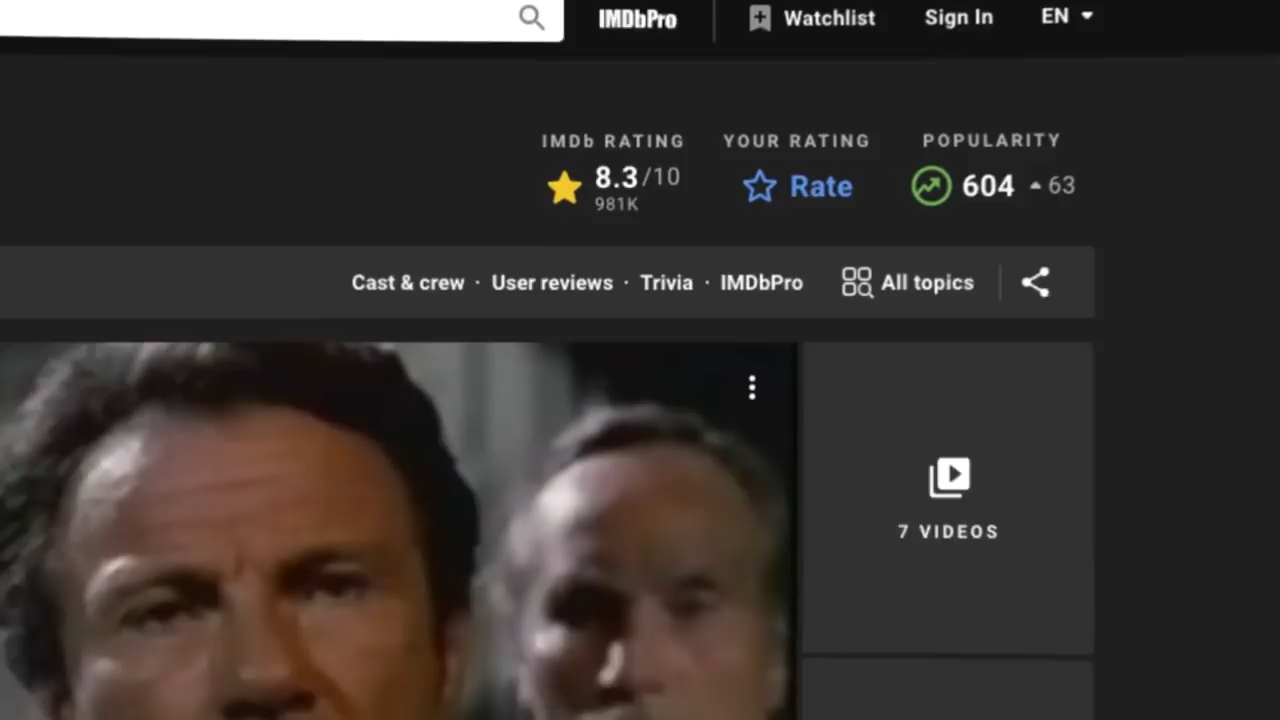 IMDbPro Watchlist Sign In EN
IMDb RATING YOUR RATING POPULARITY
8.3/10 Rate 604 63
981K
Cast & crew · User reviews · Trivia · IMDbPro All topics
7 VIDEOS